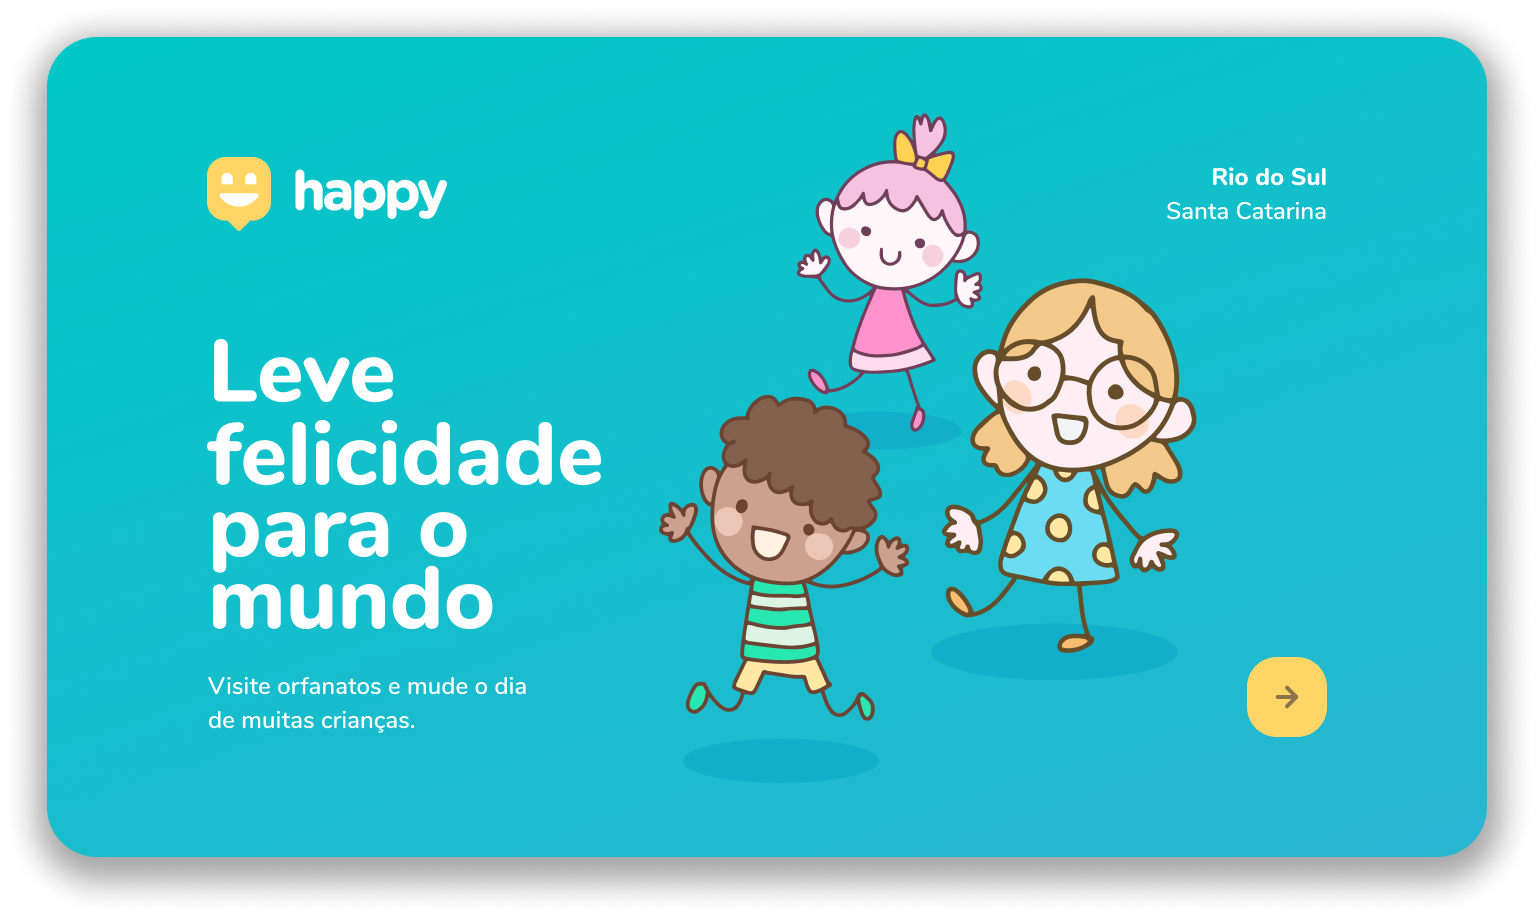 happy
Rio do Sul
Santa Catarina
Leve
felicidade
para o
mundo
Visite orfanatos e mude o dia
de muitas crianças.